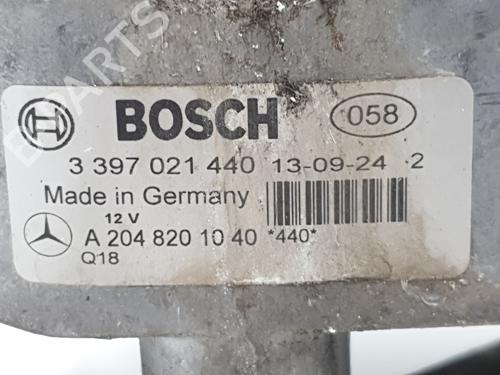 BOSCH 058
3 397 021 440 13-09-24 2
Made in Germany
12 V
A 204 820 10 40 *440*
Q18